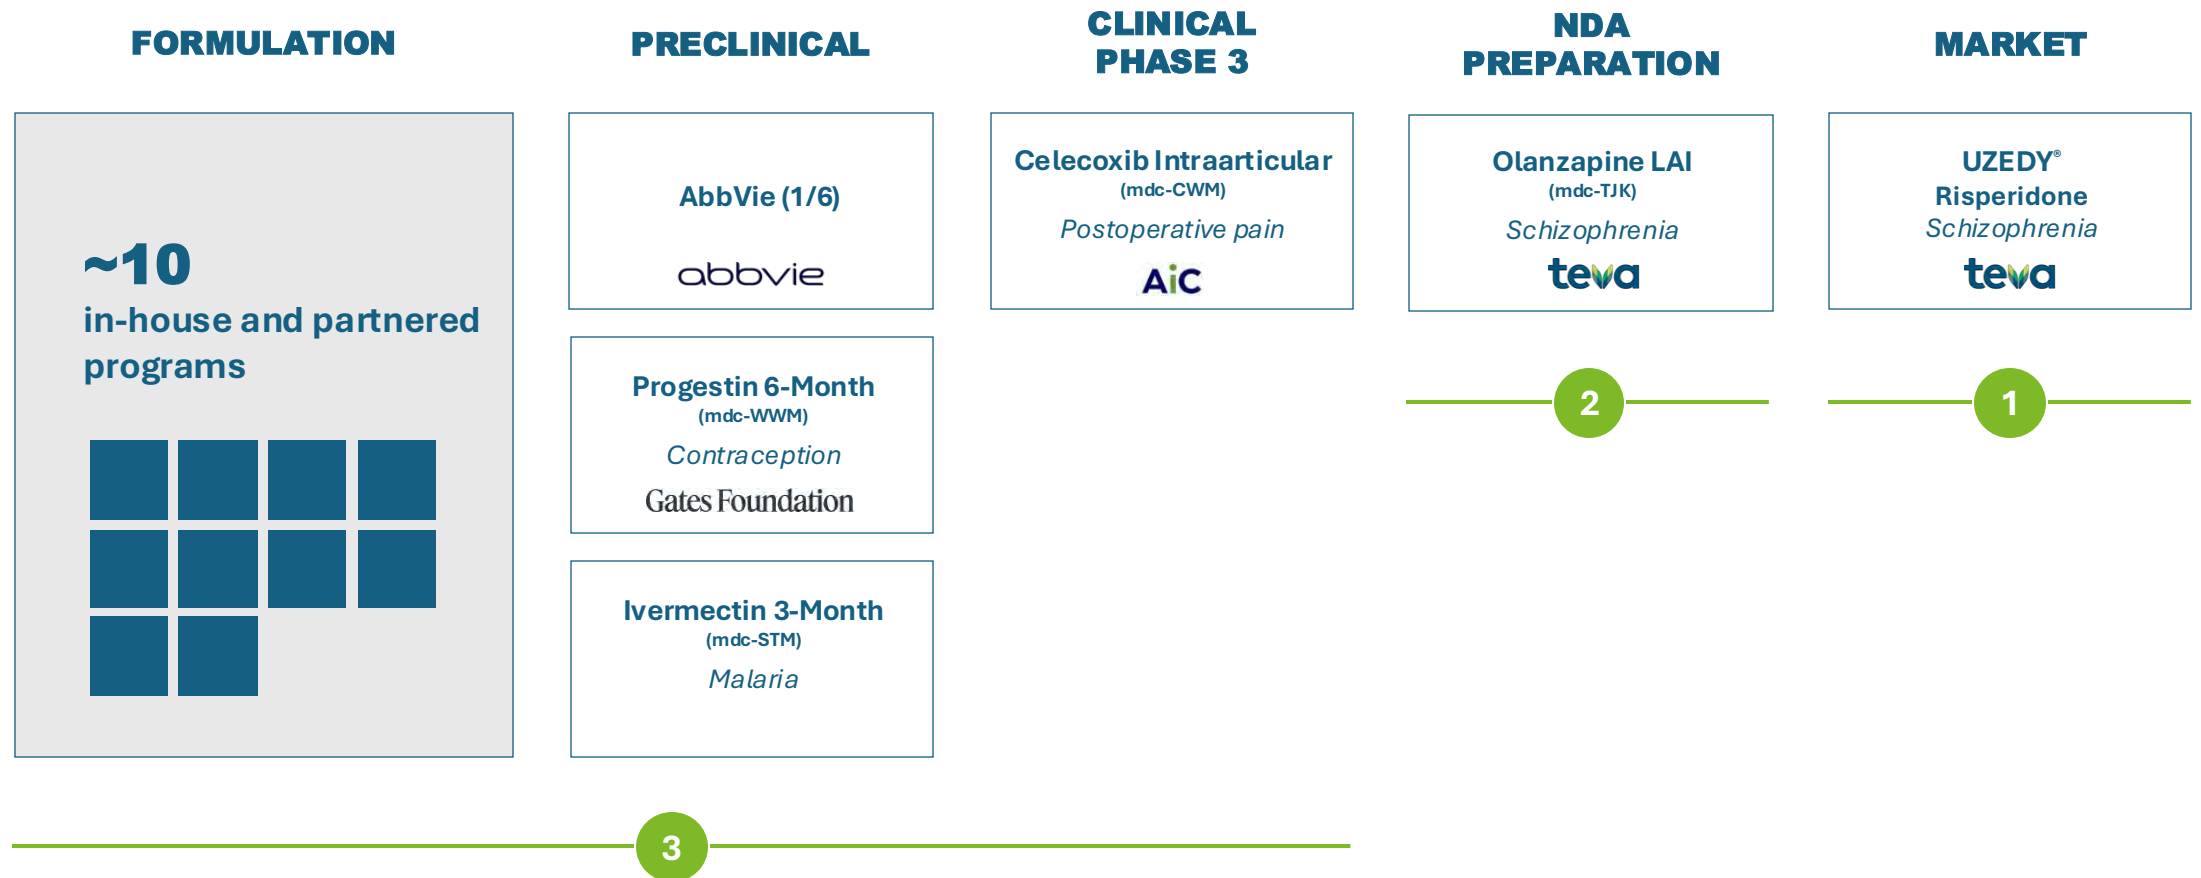 FORMULATION
PRECLINICAL
CLINICAL
PHASE 3
NDA
PREPARATION
MARKET
~10
in-house and partnered
programs
AbbVie (1/6)
abbvie
Progestin 6-Month
(mdc-WWM)
Contraception
Gates Foundation
Ivermectin 3-Month
(mdc-STM)
Malaria
Celecoxib Intraarticular
(mdc-CWM)
Postoperative pain
AiC
Olanzapine LAI
(mdc-TJK)
Schizophrenia
teva
UZEDY®
Risperidone
Schizophrenia
teva
2
1
3